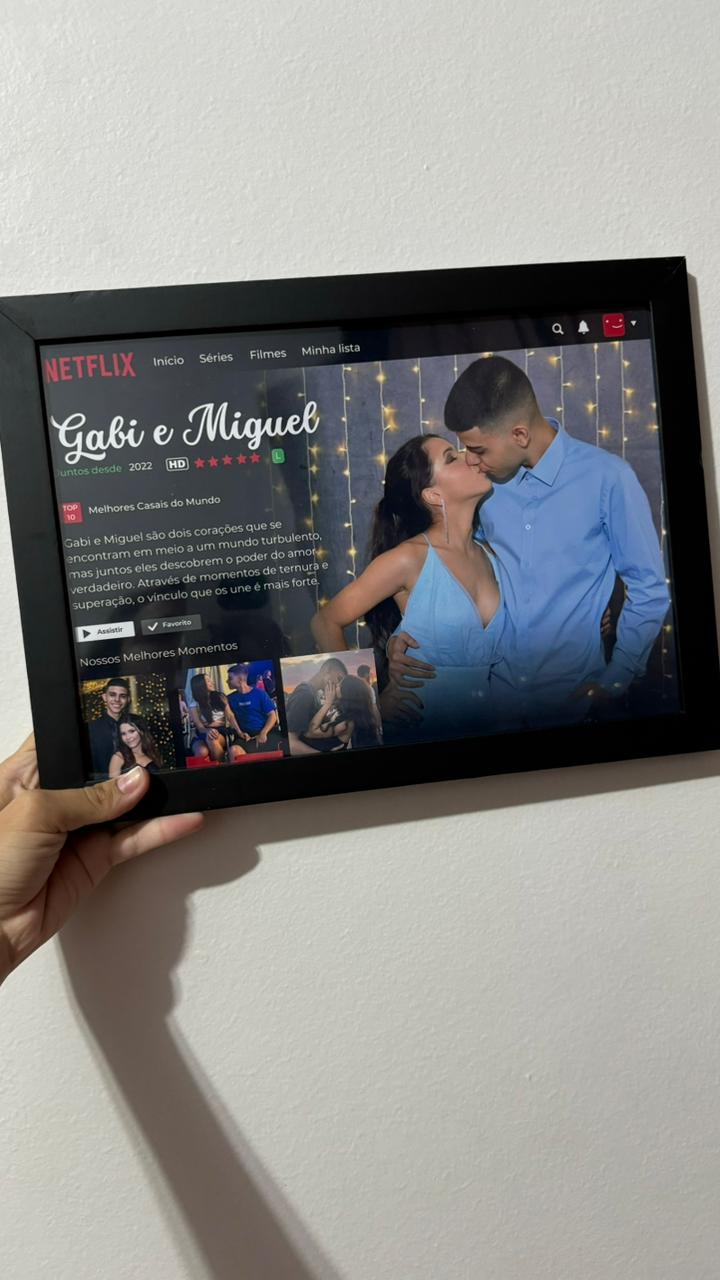 NETFLIX Início Séries Filmes Minha lista
Gabi e Miguel
untos desde 2022 HD L
TOP 10 Melhores Casais do Mundo
Gabi e Miguel são dois corações que se
encontram em meio a um mundo turbulento,
mas juntos eles descobrem o poder do amor
verdadeiro. Através de momentos de ternura e
superação, o vínculo que os une é mais forte.
Assistir Favorito
Nossos Melhores Momentos